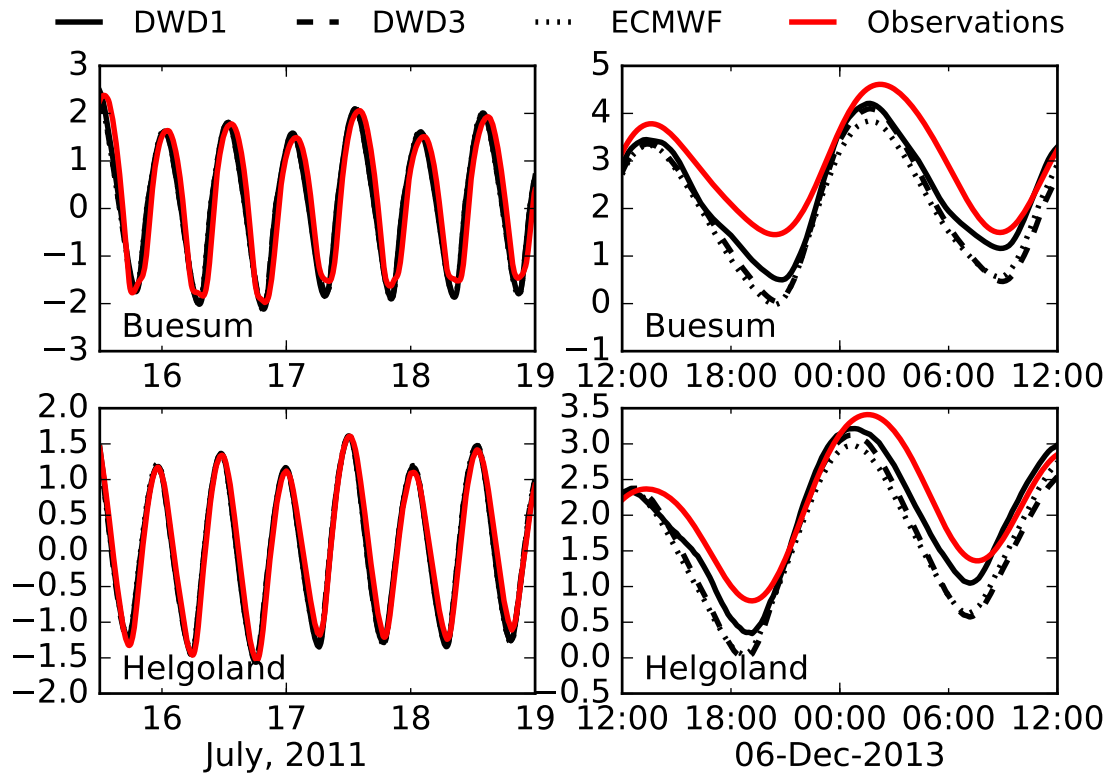 DWD1 DWD3 ECMWF Observations
3
2
1
0
−1
−2
−3
Buesum
16 17 18 19
5
4
3
2
1
0
−1
Buesum
12:00 18:00 00:00 06:00 12:00
2.0
1.5
1.0
0.5
0.0
−0.5
−1.0
−1.5
−2.0
Helgoland
16 17 18 19
July, 2011
3.5
3.0
2.5
2.0
1.5
1.0
0.5
0.0
−0.5
Helgoland
12:00 18:00 00:00 06:00 12:00
06-Dec-2013